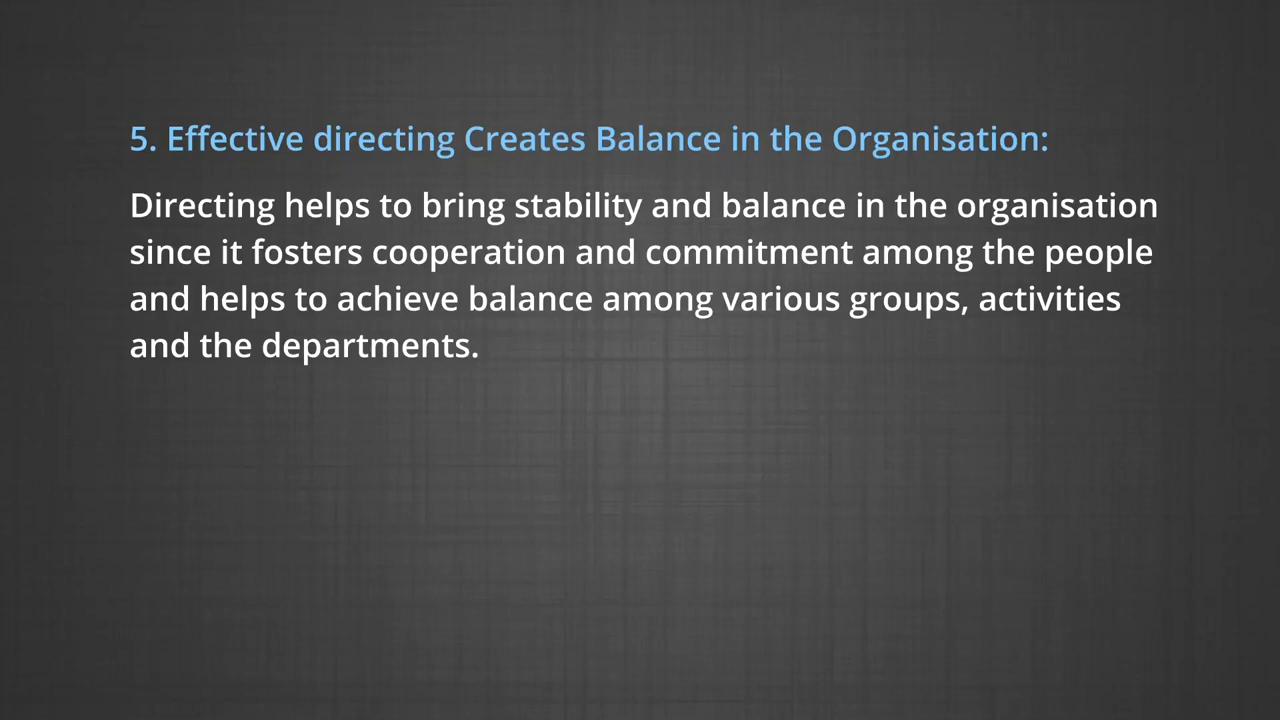 5. Effective directing Creates Balance in the Organisation:
Directing helps to bring stability and balance in the organisation
since it fosters cooperation and commitment among the people
and helps to achieve balance among various groups, activities
and the departments.